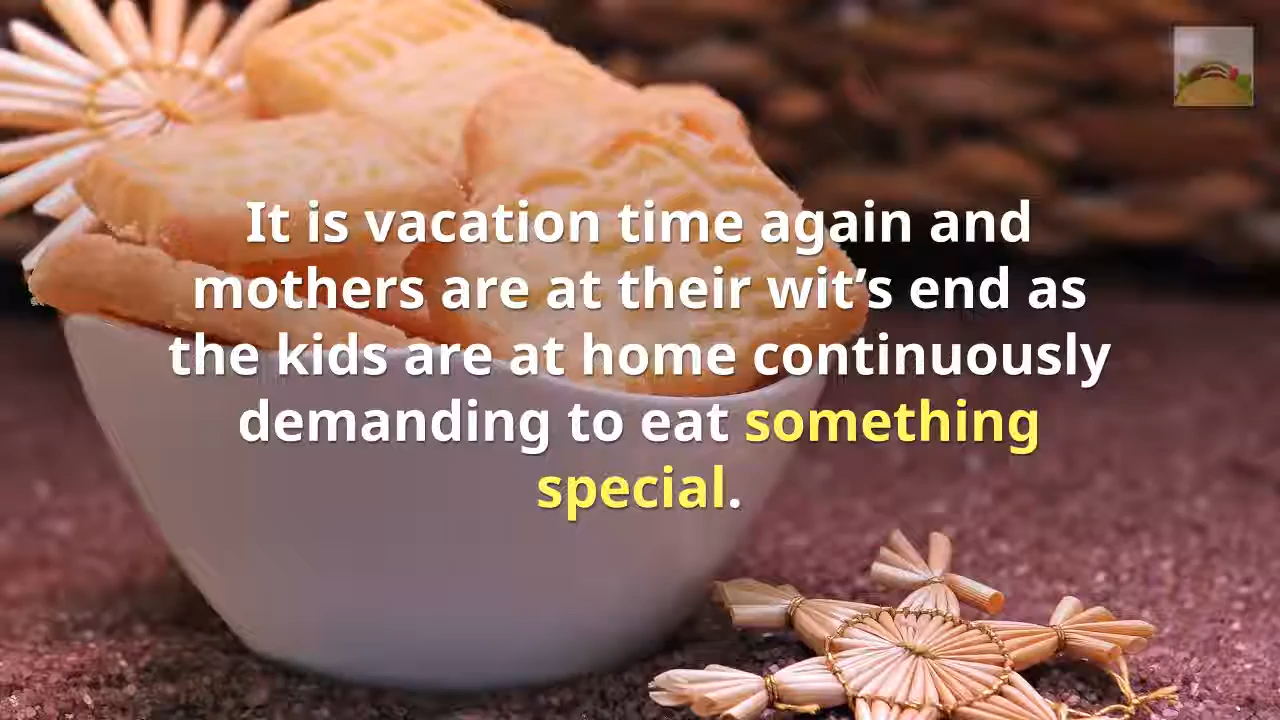 It is vacation time again and
mothers are at their wit’s end as
the kids are at home continuously
demanding to eat something
special.